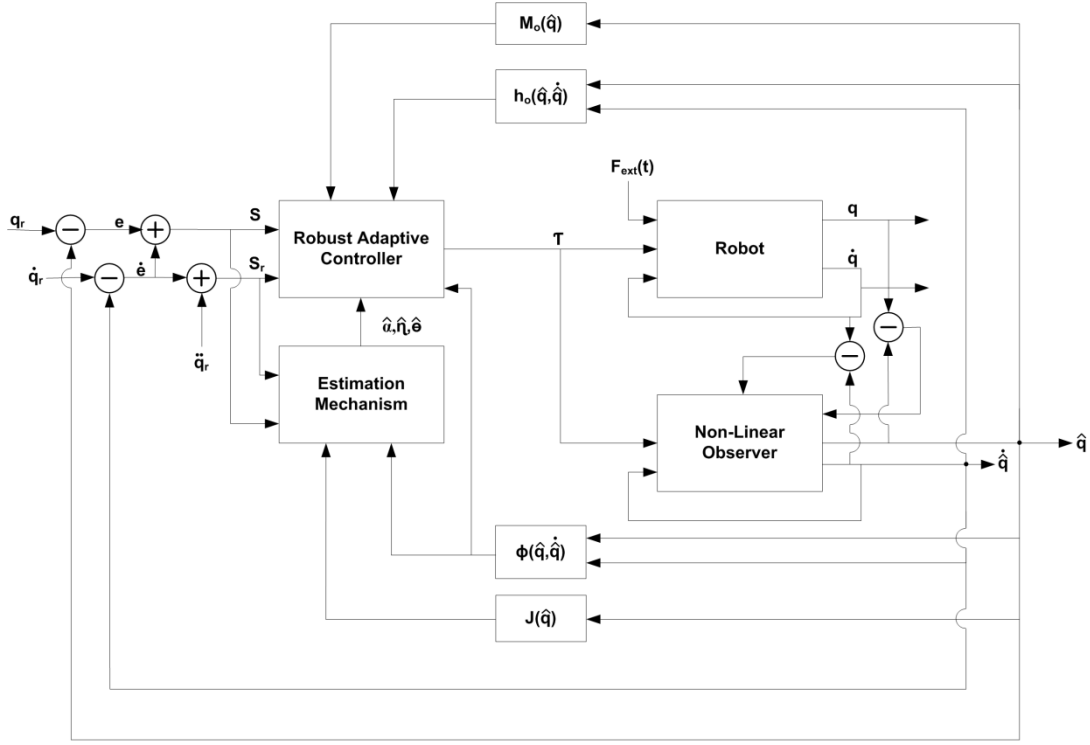 Mₒ(q̂)
hₒ(q̂,q̂̇)
Fₑₓₜ(t)
qᵣ
e
S
Robust Adaptive
Controller
τ
Robot
q
q̇ᵣ
ė
Sᵣ
q̇
q̈ᵣ
α̂,η̂,θ̂
Estimation
Mechanism
Non-Linear
Observer
q̂
q̂̇
ϕ(q̂,q̂̇)
J(q̂)